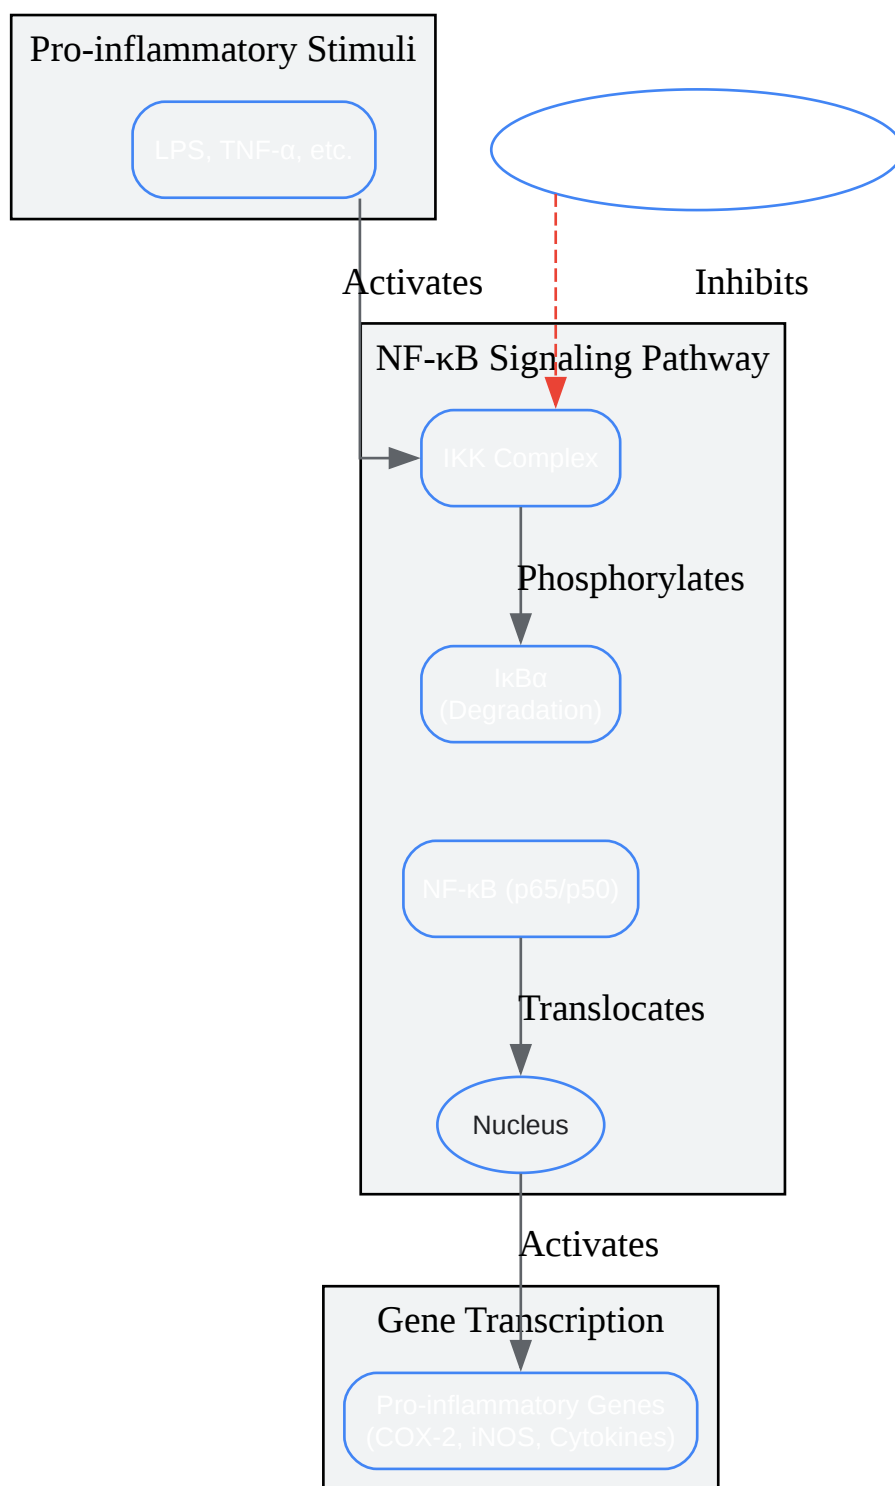 Pro-inflammatory Stimuli
LPS, TNF-α, etc.
Activates
Inhibits
NF-κB Signaling Pathway
IKK Complex
Phosphorylates
IκBα
(Degradation)
NF-κB (p65/p50)
Translocates
Nucleus
Activates
Gene Transcription
Pro-inflammatory Genes
(COX-2, iNOS, Cytokines)